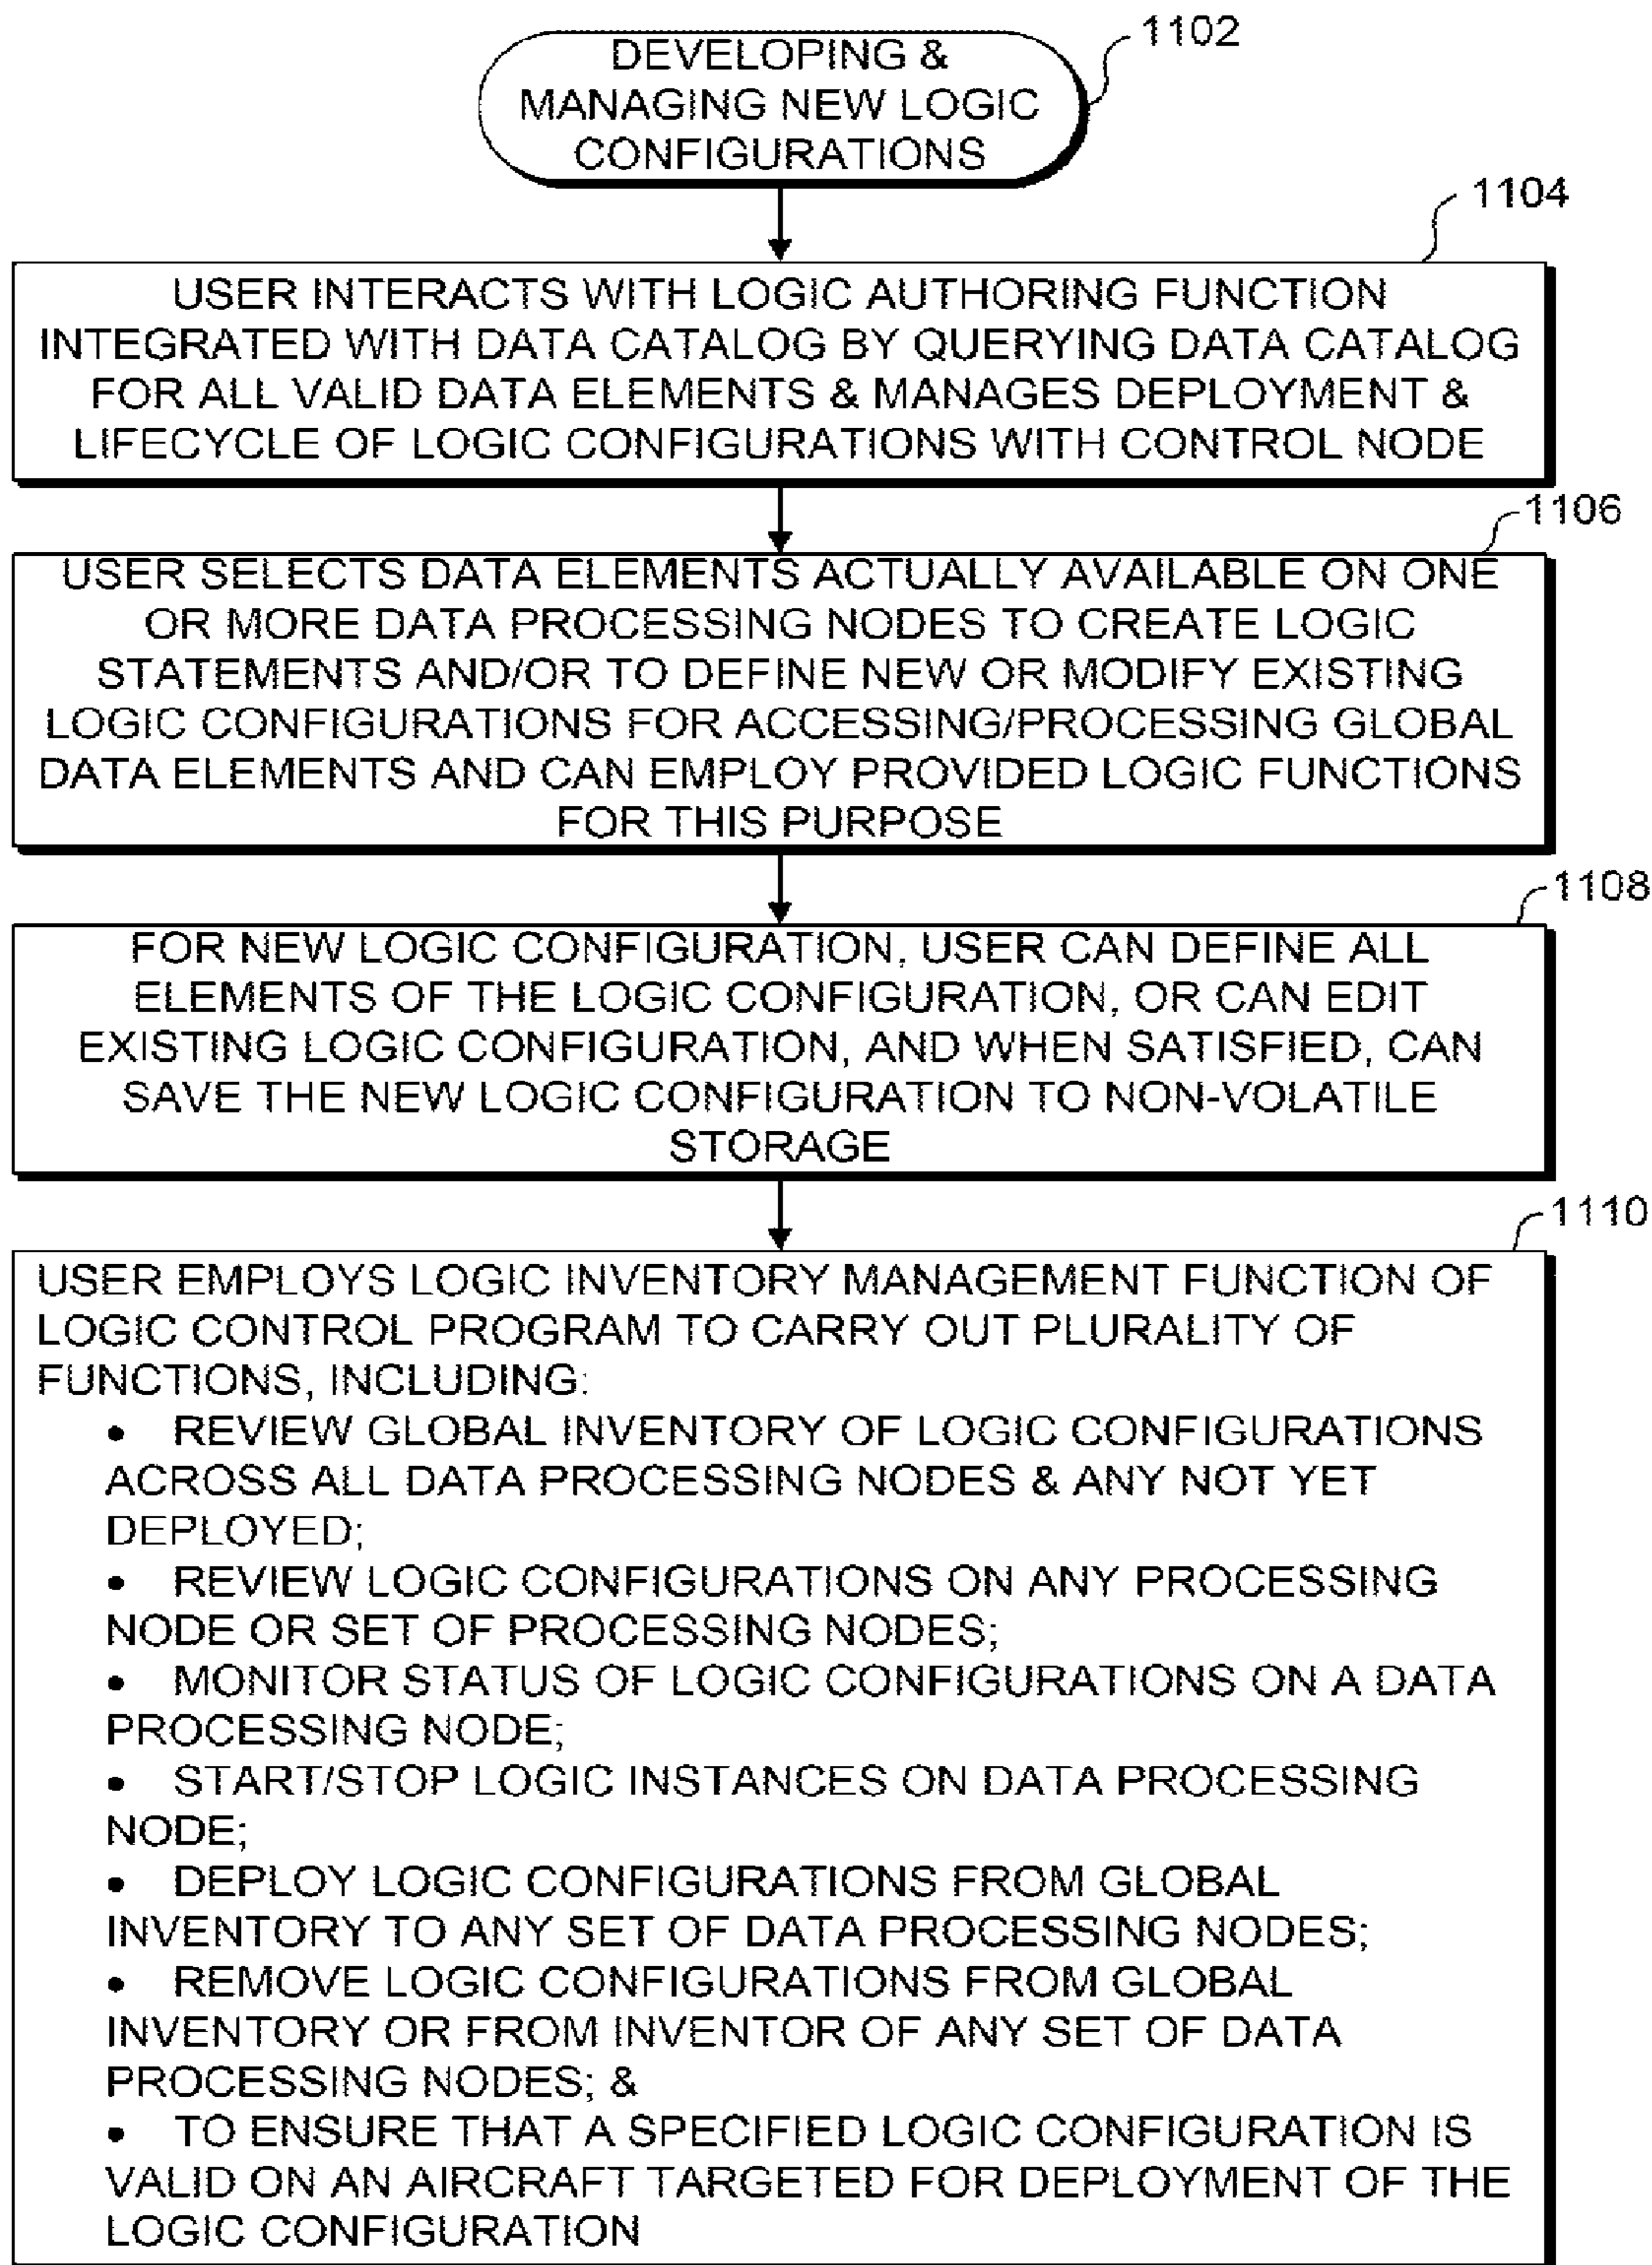 1102
DEVELOPING &
MANAGING NEW LOGIC
CONFIGURATIONS
1104
USER INTERACTS WITH LOGIC AUTHORING FUNCTION
INTEGRATED WITH DATA CATALOG BY QUERYING DATA CATALOG
FOR ALL VALID DATA ELEMENTS & MANAGES DEPLOYMENT &
LIFECYCLE OF LOGIC CONFIGURATIONS WITH CONTROL NODE
1106
USER SELECTS DATA ELEMENTS ACTUALLY AVAILABLE ON ONE
OR MORE DATA PROCESSING NODES TO CREATE LOGIC
STATEMENTS AND/OR TO DEFINE NEW OR MODIFY EXISTING
LOGIC CONFIGURATIONS FOR ACCESSING/PROCESSING GLOBAL
DATA ELEMENTS AND CAN EMPLOY PROVIDED LOGIC FUNCTIONS
FOR THIS PURPOSE
1108
FOR NEW LOGIC CONFIGURATION, USER CAN DEFINE ALL
ELEMENTS OF THE LOGIC CONFIGURATION, OR CAN EDIT
EXISTING LOGIC CONFIGURATION, AND WHEN SATISFIED, CAN
SAVE THE NEW LOGIC CONFIGURATION TO NON-VOLATILE
STORAGE
1110
USER EMPLOYS LOGIC INVENTORY MANAGEMENT FUNCTION OF
LOGIC CONTROL PROGRAM TO CARRY OUT PLURALITY OF
FUNCTIONS, INCLUDING:
• REVIEW GLOBAL INVENTORY OF LOGIC CONFIGURATIONS
ACROSS ALL DATA PROCESSING NODES & ANY NOT YET
DEPLOYED;
• REVIEW LOGIC CONFIGURATIONS ON ANY PROCESSING
NODE OR SET OF PROCESSING NODES;
• MONITOR STATUS OF LOGIC CONFIGURATIONS ON A DATA
PROCESSING NODE;
• START/STOP LOGIC INSTANCES ON DATA PROCESSING
NODE;
• DEPLOY LOGIC CONFIGURATIONS FROM GLOBAL
INVENTORY TO ANY SET OF DATA PROCESSING NODES;
• REMOVE LOGIC CONFIGURATIONS FROM GLOBAL
INVENTORY OR FROM INVENTOR OF ANY SET OF DATA
PROCESSING NODES; &
• TO ENSURE THAT A SPECIFIED LOGIC CONFIGURATION IS
VALID ON AN AIRCRAFT TARGETED FOR DEPLOYMENT OF THE
LOGIC CONFIGURATION